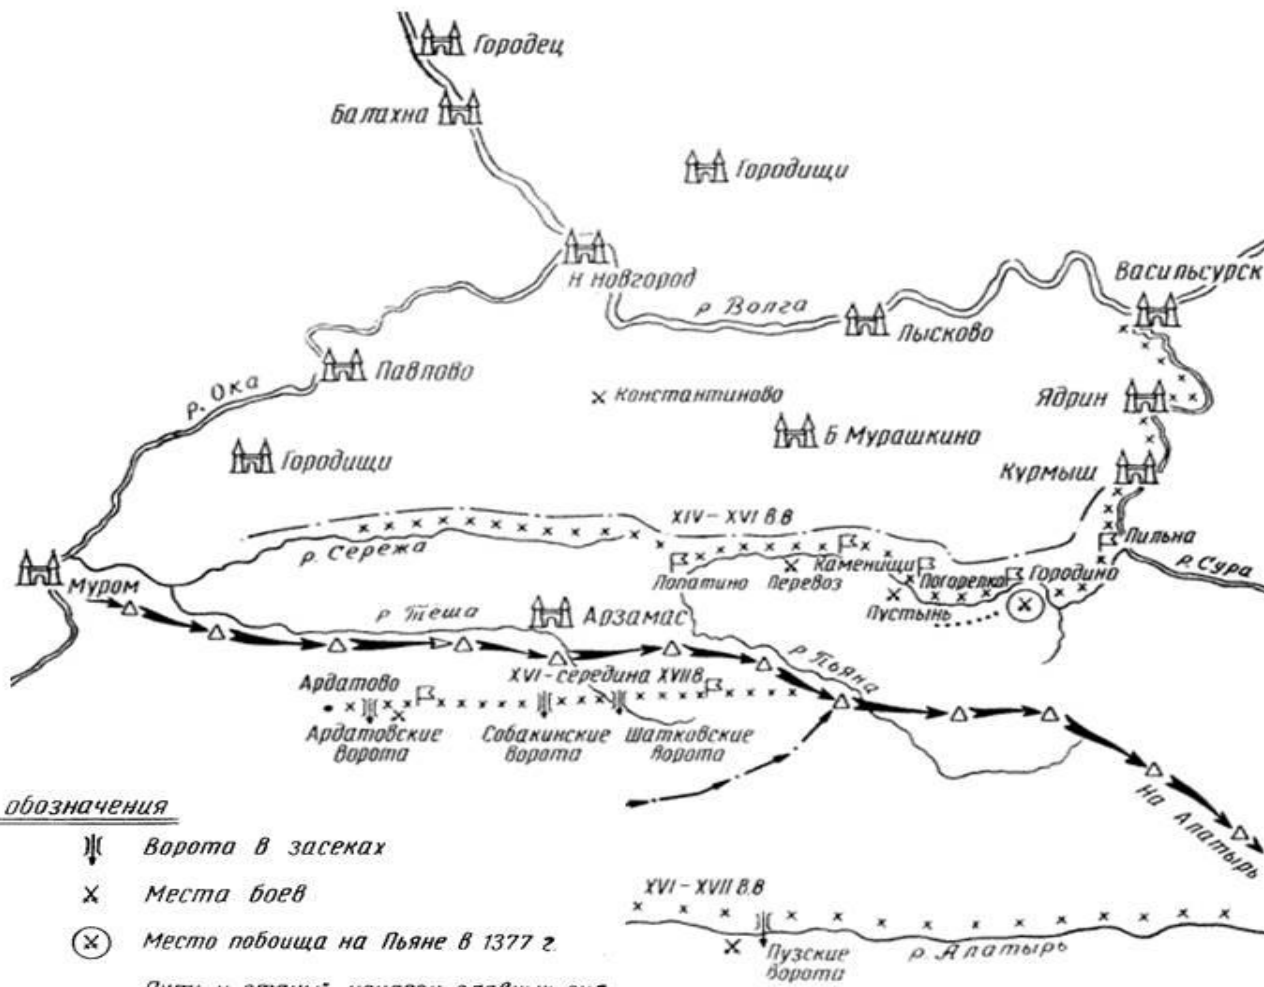 Городец
Балахна
Городищи
Н Новгород
Васильсурск
р Волга
Лысково
Павлово
р. Ока
Константиново
Ядрин
Б Мурашкино
Городищи
Курмыш
XIV-XVI В.В
р. Сережа
Пильна
Лопатино
Перевоз
Каменищи
Погорелка
Городино
р. Сура
Муром
Пустынь
р Теша
Арзамас
р. Пьяна
XVI-середина XVIIв.
Ардатово
Ардатовские
ворота
Собакинские
ворота
Шатковские
ворота
На Алатырь
обозначения
Ворота в засеках
Места боев
Место побоища на Пьяне в 1377 г.
XVI-XVII В.В
Пузские
ворота
р. Алатырь